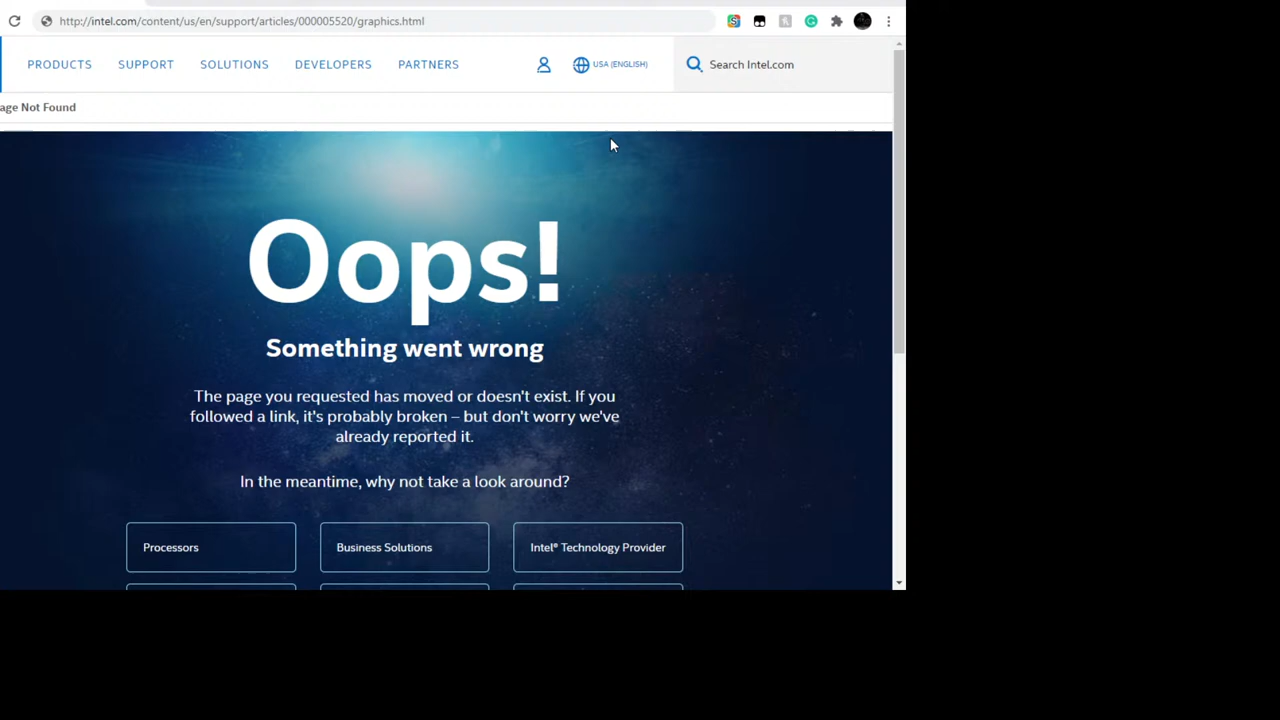 http://intel.com/content/us/en/support/articles/000005520/graphics.html
PRODUCTS SUPPORT SOLUTIONS DEVELOPERS PARTNERS USA (ENGLISH) Search Intel.com
age Not Found
Oops!
Something went wrong
The page you requested has moved or doesn't exist. If you
followed a link, it's probably broken – but don't worry we've
already reported it.
In the meantime, why not take a look around?
Processors Business Solutions Intel® Technology Provider